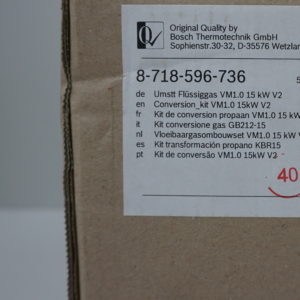 Original Quality by
Bosch Thermotechnik GmbH
Sophienstr.30-32, D-35576 Wetzlar
8-718-596-736
de Umstt Flüssiggas VM1.0 15 kW V2
en Conversion_kit VM1.0 15kW V2
fr Kit de conversion propaan VM1.0 15 kW
it Kit conversione gas GB212-15
nl Vloeibaargasombouwset VM1.0 15kW V2
es Kit transformación propano KBR15
pt Kit de conversão VM1.0 15kW V2
40